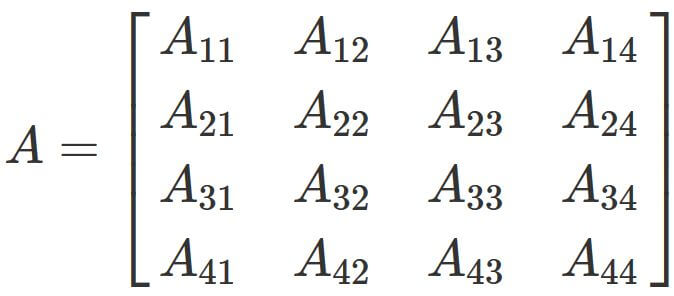 A = [ A₁₁ A₁₂ A₁₃ A₁₄
A₂₁ A₂₂ A₂₃ A₂₄
A₃₁ A₃₂ A₃₃ A₃₄
A₄₁ A₄₂ A₄₃ A₄₄ ]